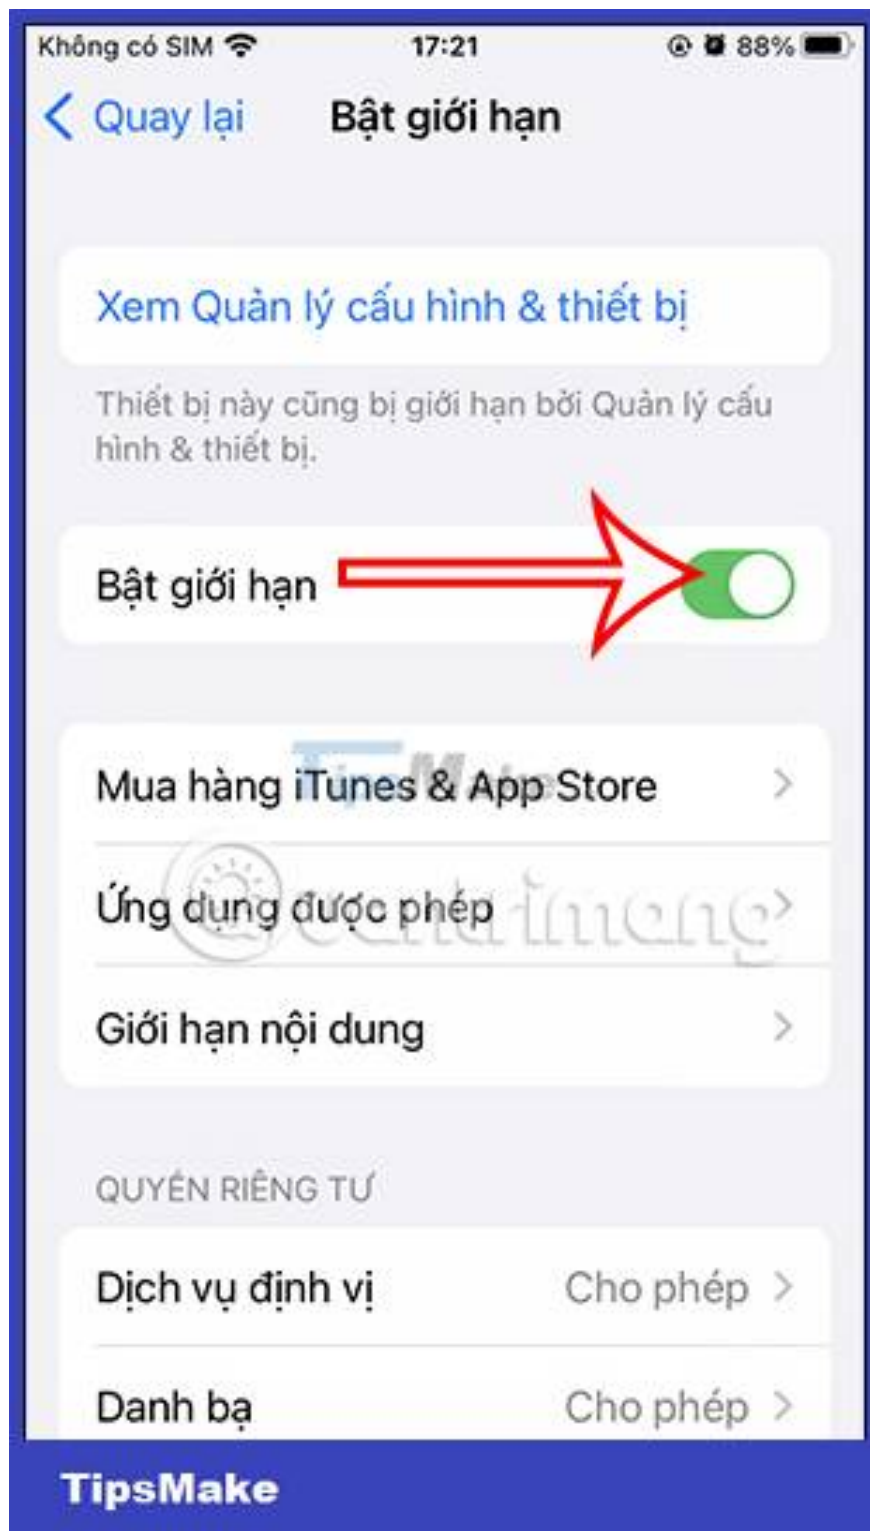 Không có SIM 17:21 88%
Quay lại Bật giới hạn
Xem Quản lý cấu hình & thiết bị
Thiết bị này cũng bị giới hạn bởi Quản lý cấu
hình & thiết bị.
Bật giới hạn
Mua hàng iTunes & App Store
TipsMake
Ứng dụng được phép
quantrimang
Giới hạn nội dung
QUYỀN RIÊNG TƯ
Dịch vụ định vị Cho phép
Danh bạ Cho phép
TipsMake